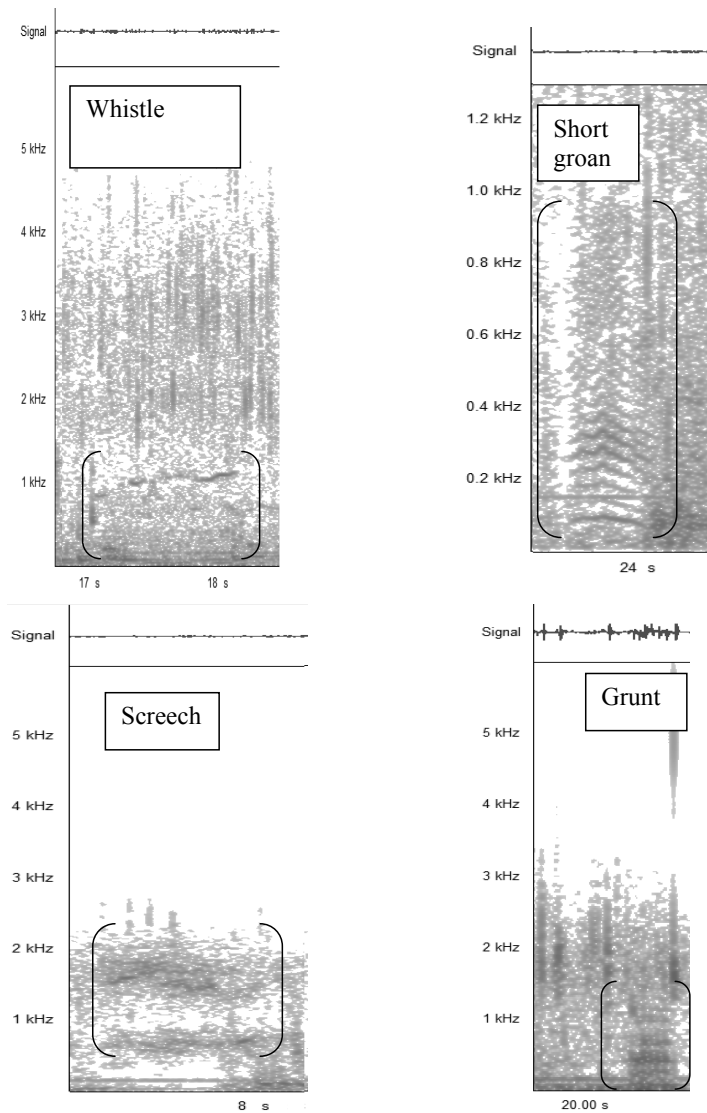 Signal
Whistle
5 kHz
4 kHz
3 kHz
2 kHz
1 kHz
17 s
18 s
Signal
1.2 kHz
Short
groan
1.0 kHz
0.8 kHz
0.6 kHz
0.4 kHz
0.2 kHz
24 s
Signal
Screech
5 kHz
4 kHz
3 kHz
2 kHz
1 kHz
8 s
Signal
Grunt
5 kHz
4 kHz
3 kHz
2 kHz
1 kHz
20.00 s